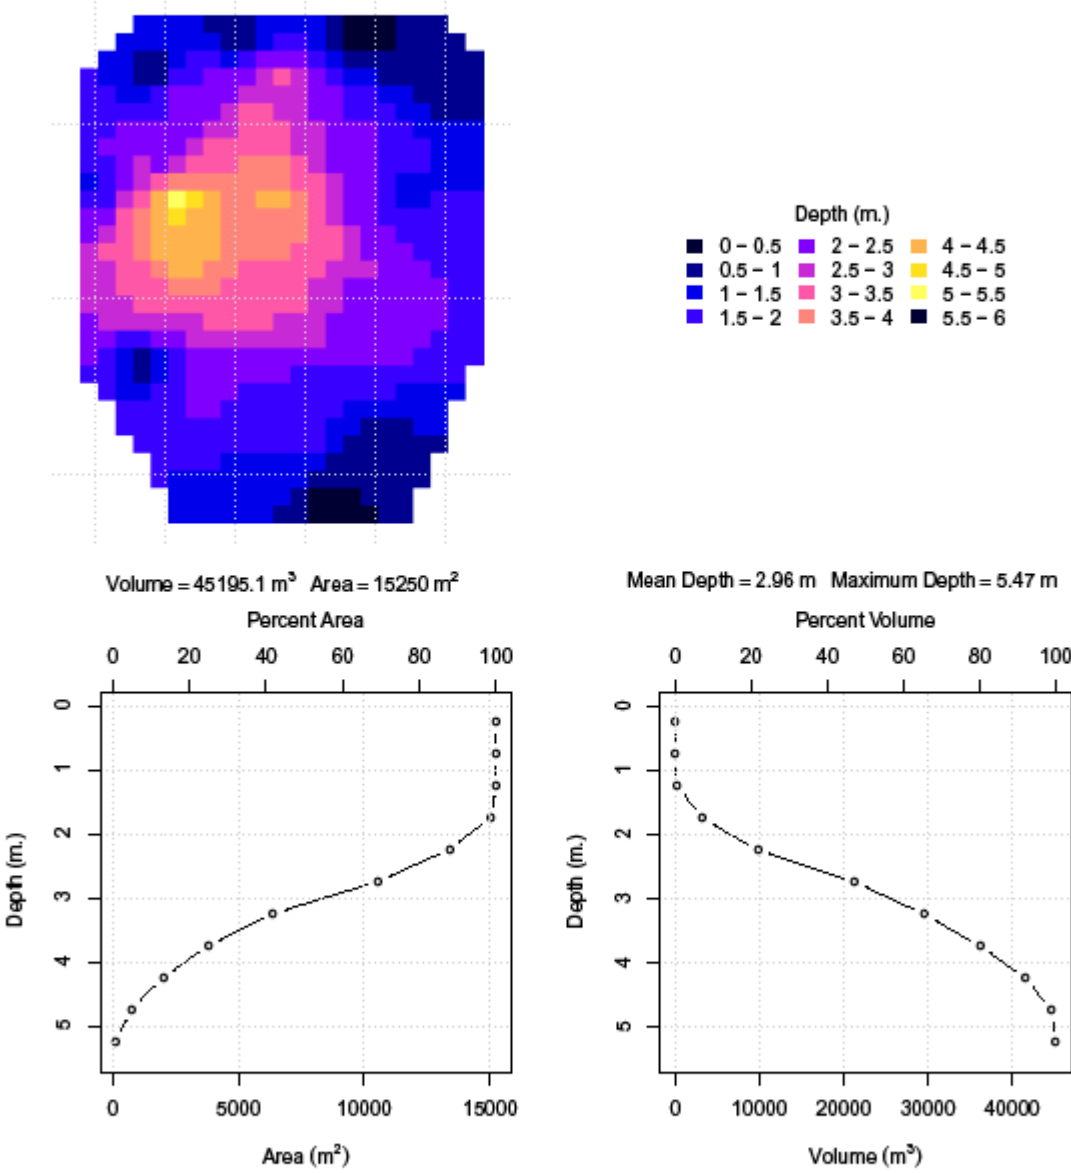 Depth (m.)
0 – 0.5 2 – 2.5 4 – 4.5
0.5 – 1 2.5 – 3 4.5 – 5
1 – 1.5 3 – 3.5 5 – 5.5
1.5 – 2 3.5 – 4 5.5 – 6
Volume = 45195.1 m³ Area = 15250 m²
Mean Depth = 2.96 m Maximum Depth = 5.47 m
Percent Area
0 20 40 60 80 100
Depth (m.)
0
1
2
3
4
5
0 5000 10000 15000
Area (m²)
Percent Volume
0 20 40 60 80 100
Depth (m.)
0
1
2
3
4
5
0 10000 20000 30000 40000
Volume (m³)